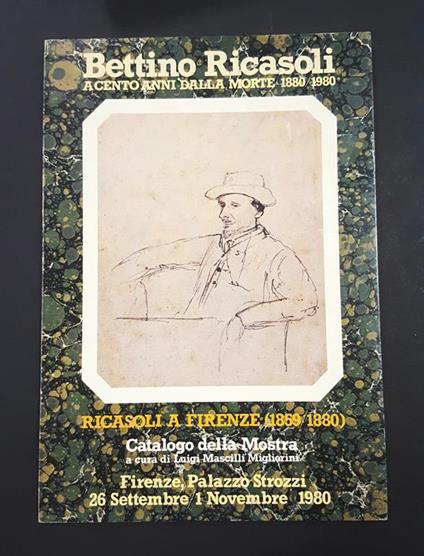 Bettino Ricasoli
A CENTO ANNI DALLA MORTE 1880/1980
RICASOLI A FIRENZE (1859/1880)
Catalogo della Mostra
a cura di Luigi Mascilli Migliorini
Firenze, Palazzo Strozzi
26 Settembre/1 Novembre 1980